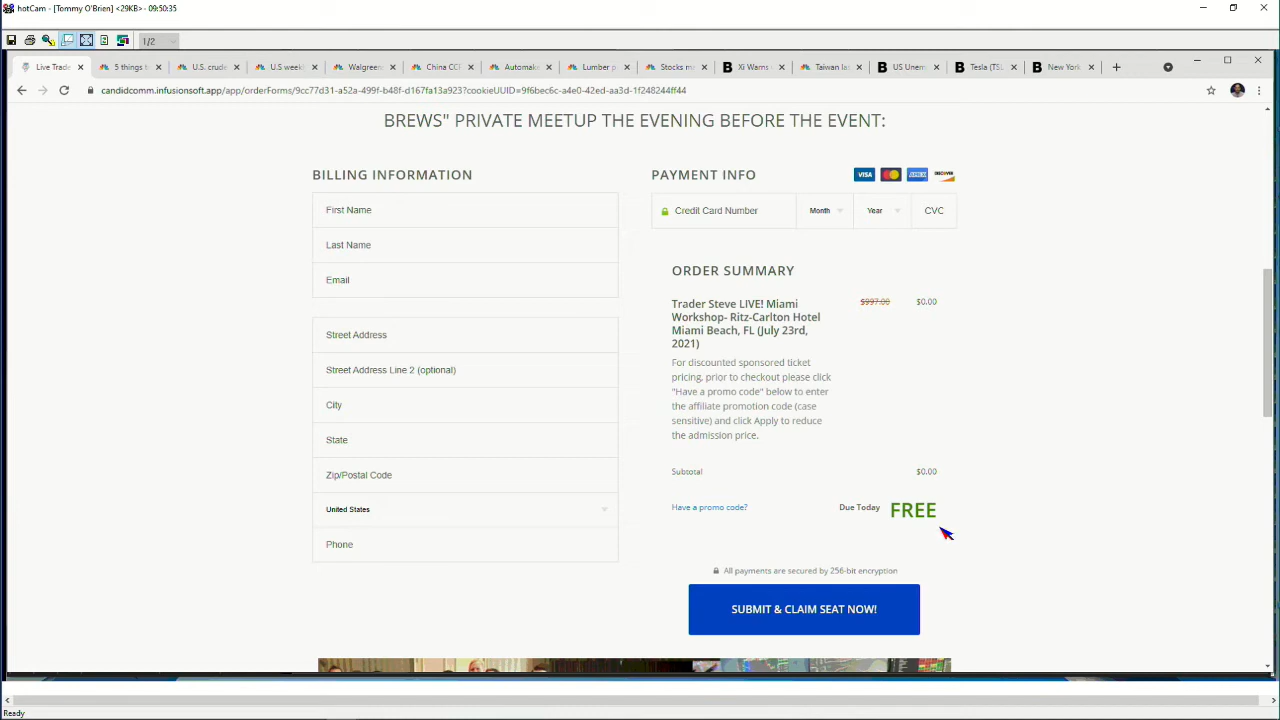 hotCam - [Tommy O'Brien] <29KB> - 09:50:35
1/2
Live Trade
5 things t
U.S. crude
U.S weekl
Walgreen
China CCP
Automake
Lumber p
Stocks ma
Xi Warns
Taiwan la
US Unem
Tesla (TSL
New York
candidcomm.infusionsoft.app/app/orderForms/9cc77d31-a52a-499f-b48f-d167fa13a923?cookieUUID=9f6bec6c-a4e0-42ed-aa3d-1f248244ff44
BREWS" PRIVATE MEETUP THE EVENING BEFORE THE EVENT:
BILLING INFORMATION
First Name
Last Name
Email
Street Address
Street Address Line 2 (optional)
City
State
Zip/Postal Code
United States
Phone
PAYMENT INFO
VISA
AMEX
DISCOVER
Credit Card Number
Month
Year
CVC
ORDER SUMMARY
Trader Steve LIVE! Miami $997.00 $0.00
Workshop- Ritz-Carlton Hotel
Miami Beach, FL (July 23rd,
2021)
For discounted sponsored ticket
pricing, prior to checkout please click
"Have a promo code" below to enter
the affiliate promotion code (case
sensitive) and click Apply to reduce
the admission price.
Subtotal $0.00
Have a promo code? Due Today FREE
All payments are secured by 256-bit encryption
SUBMIT & CLAIM SEAT NOW!
Ready